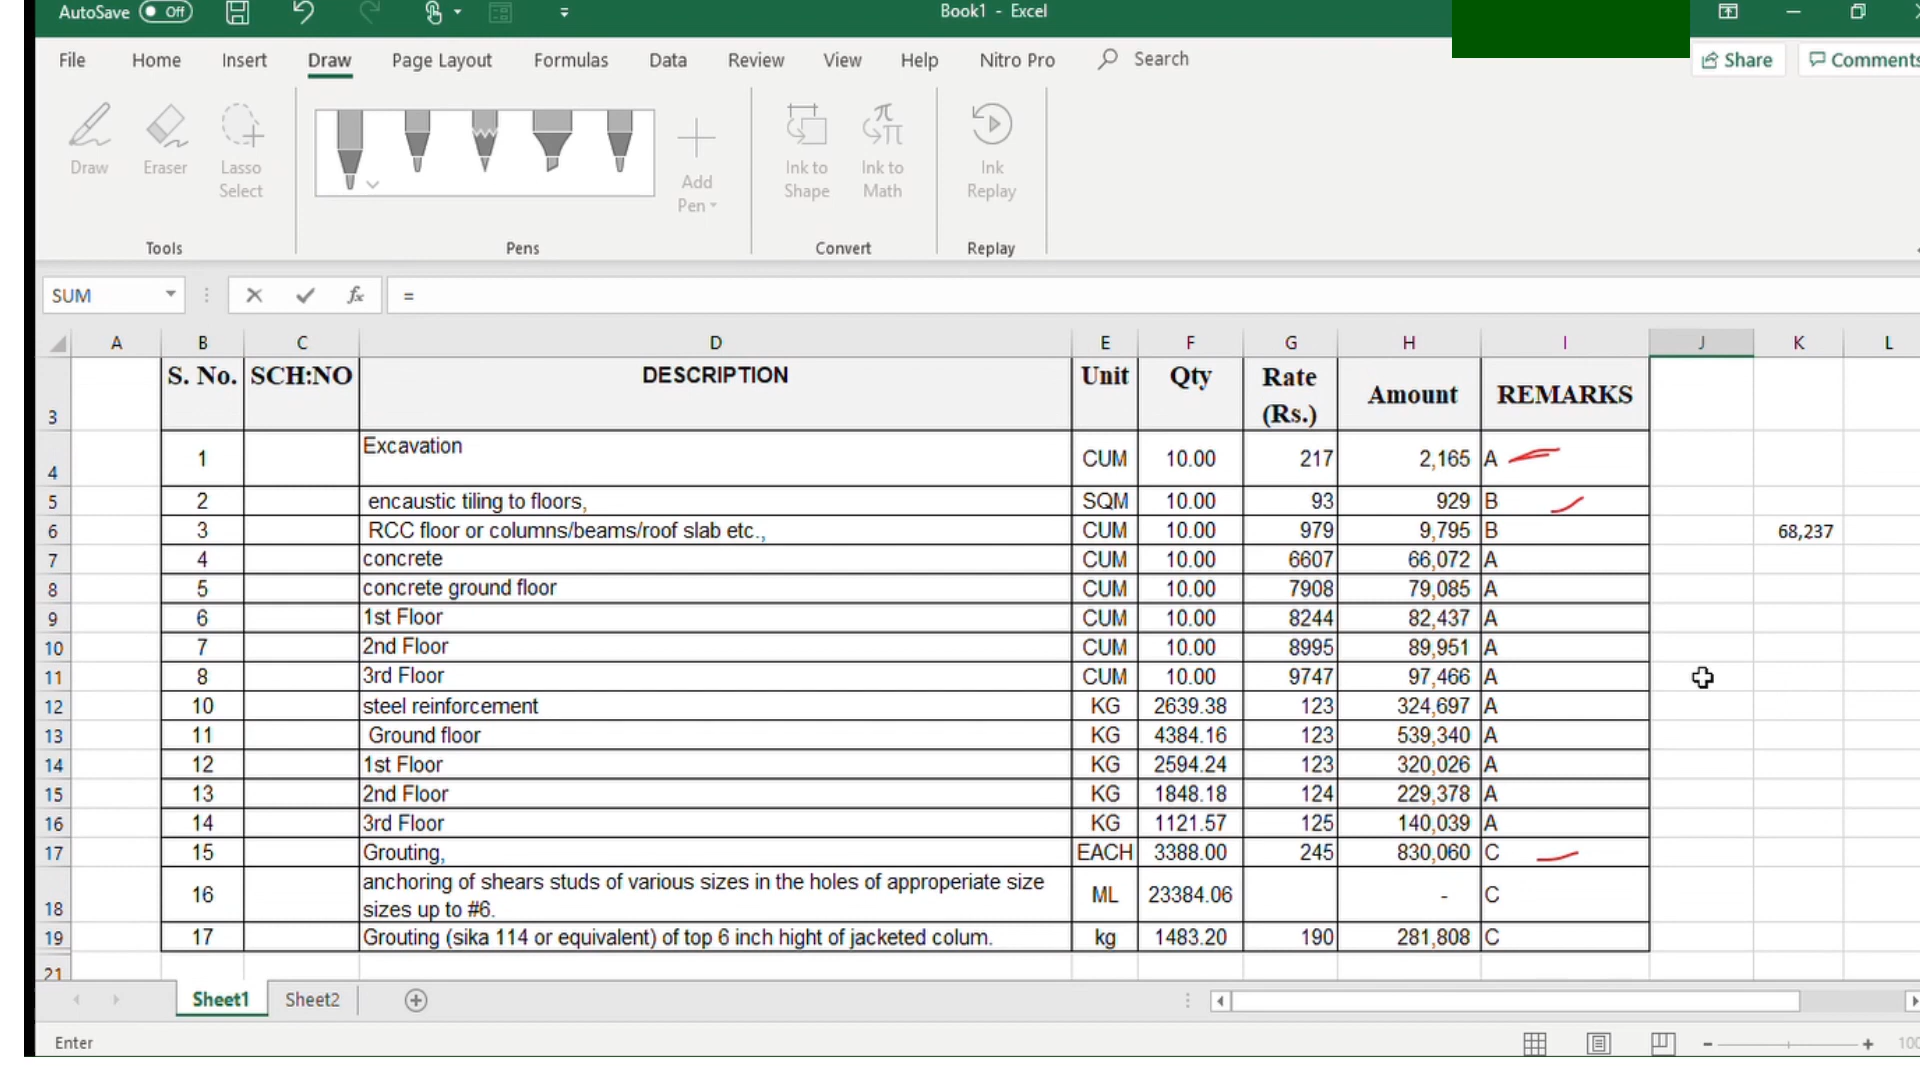 AutoSave Off Book1 - Excel
File Home Insert Draw Page Layout Formulas Data Review View Help Nitro Pro Search Share Comments
Draw Eraser Lasso Select Add Pen Ink to Shape Ink to Math Ink Replay
Tools Pens Convert Replay
SUM fx =
A B C D E F G H I J K L
3 S. No. SCH:NO DESCRIPTION Unit Qty Rate (Rs.) Amount REMARKS
4 1 Excavation CUM 10.00 217 2,165 A
5 2 encaustic tiling to floors, SQM 10.00 93 929 B
6 3 RCC floor or columns/beams/roof slab etc., CUM 10.00 979 9,795 B 68,237
7 4 concrete CUM 10.00 6607 66,072 A
8 5 concrete ground floor CUM 10.00 7908 79,085 A
9 6 1st Floor CUM 10.00 8244 82,437 A
10 7 2nd Floor CUM 10.00 8995 89,951 A
11 8 3rd Floor CUM 10.00 9747 97,466 A
12 10 steel reinforcement KG 2639.38 123 324,697 A
13 11 Ground floor KG 4384.16 123 539,340 A
14 12 1st Floor KG 2594.24 123 320,026 A
15 13 2nd Floor KG 1848.18 124 229,378 A
16 14 3rd Floor KG 1121.57 125 140,039 A
17 15 Grouting, EACH 3388.00 245 830,060 C
18 16 anchoring of shears studs of various sizes in the holes of approperiate size
sizes up to #6. ML 23384.06 - C
19 17 Grouting (sika 114 or equivalent) of top 6 inch hight of jacketed colum. kg 1483.20 190 281,808 C
21
Sheet1 Sheet2
Enter